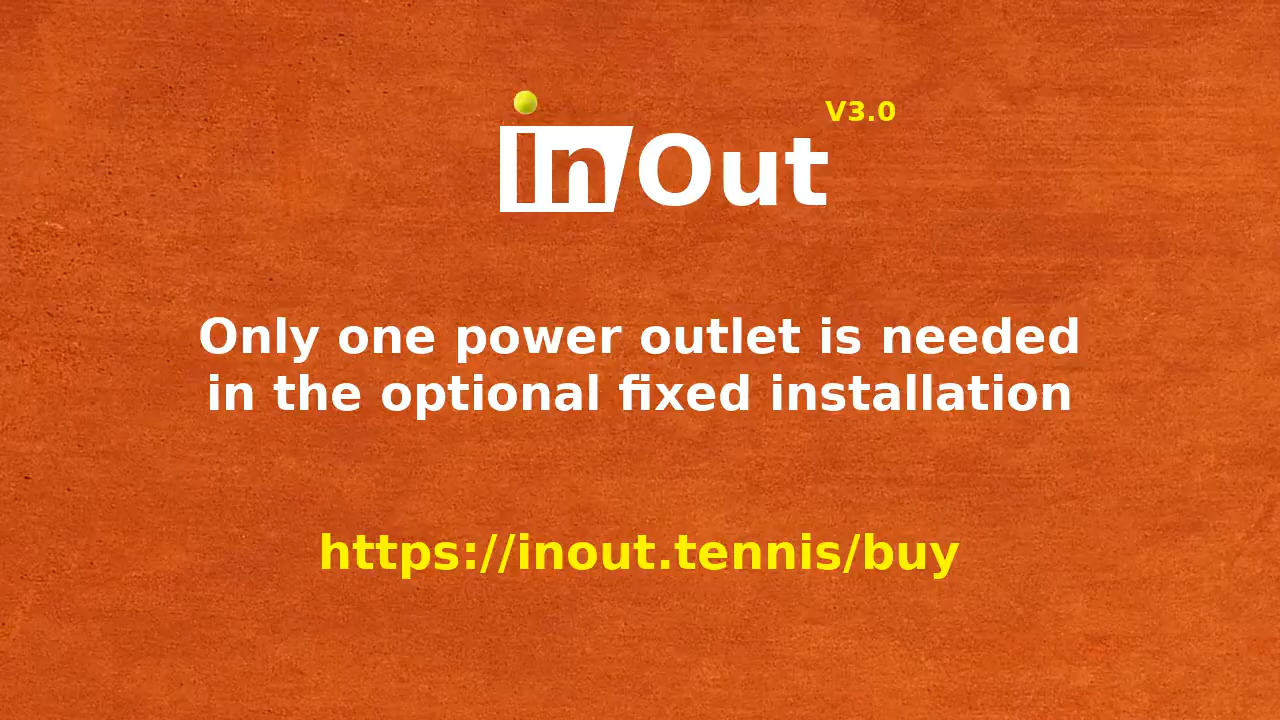 inOut
V3.0
Only one power outlet is needed
in the optional fixed installation
https://inout.tennis/buy